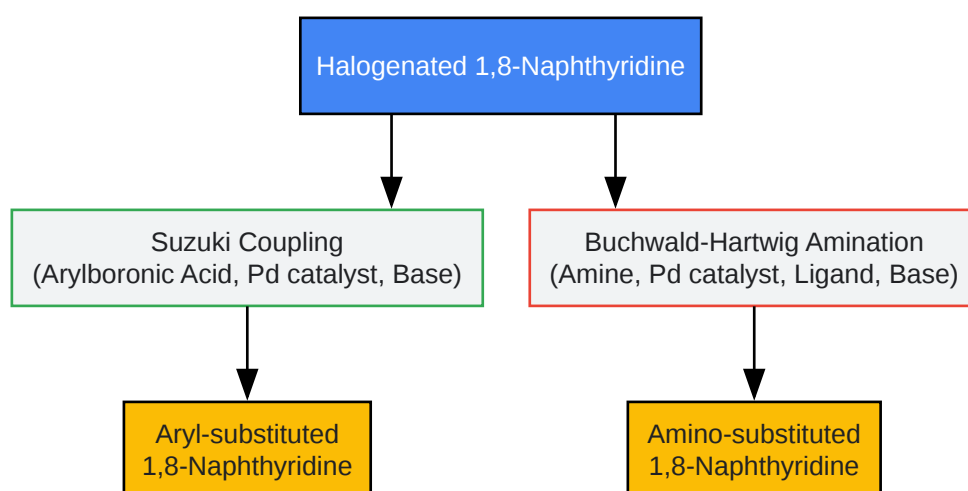 Halogenated 1,8-Naphthyridine
Suzuki Coupling
(Arylboronic Acid, Pd catalyst, Base)
Buchwald-Hartwig Amination
(Amine, Pd catalyst, Ligand, Base)
Aryl-substituted
1,8-Naphthyridine
Amino-substituted
1,8-Naphthyridine